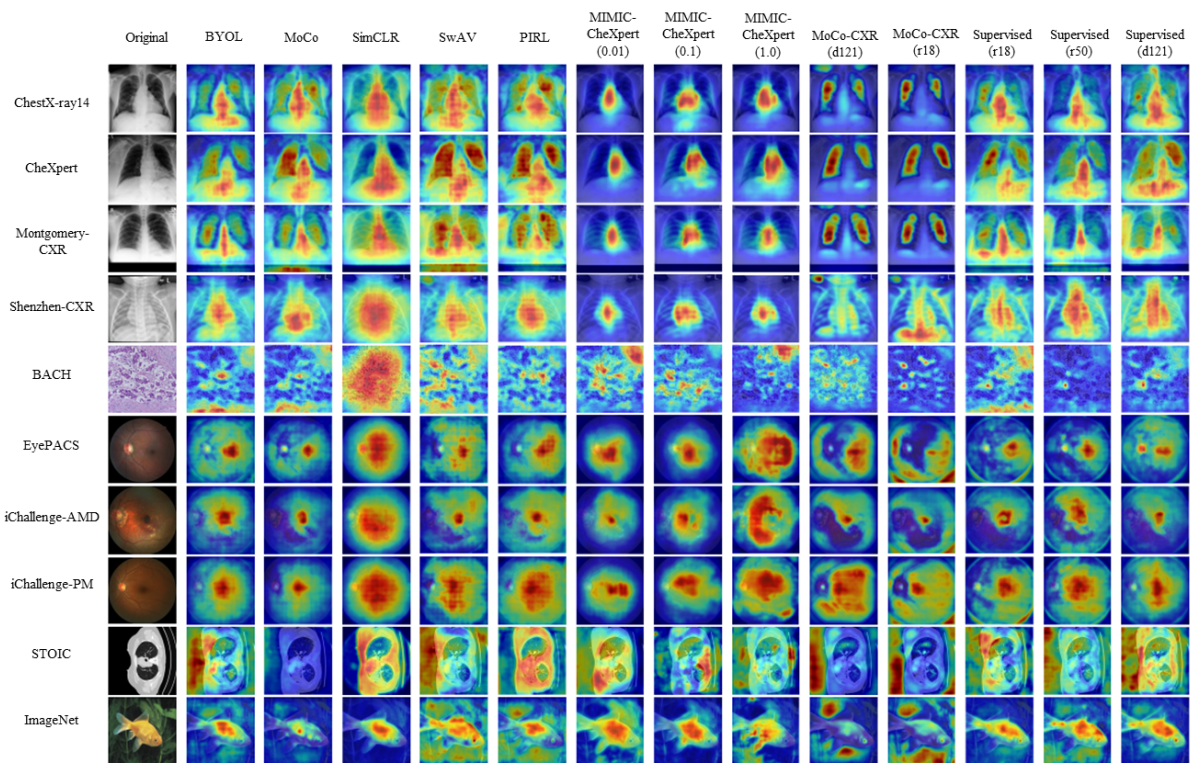 Original
BYOL
MoCo
SimCLR
SwAV
PIRL
MIMIC-
CheXpert
(0.01)
MIMIC-
CheXpert
(0.1)
MIMIC-
CheXpert
(1.0)
MoCo-CXR
(d121)
MoCo-CXR
(r18)
Supervised
(r18)
Supervised
(r50)
Supervised
(d121)
ChestX-ray14
CheXpert
Montgomery-
CXR
Shenzhen-CXR
BACH
EyePACS
iChallenge-AMD
iChallenge-PM
STOIC
ImageNet